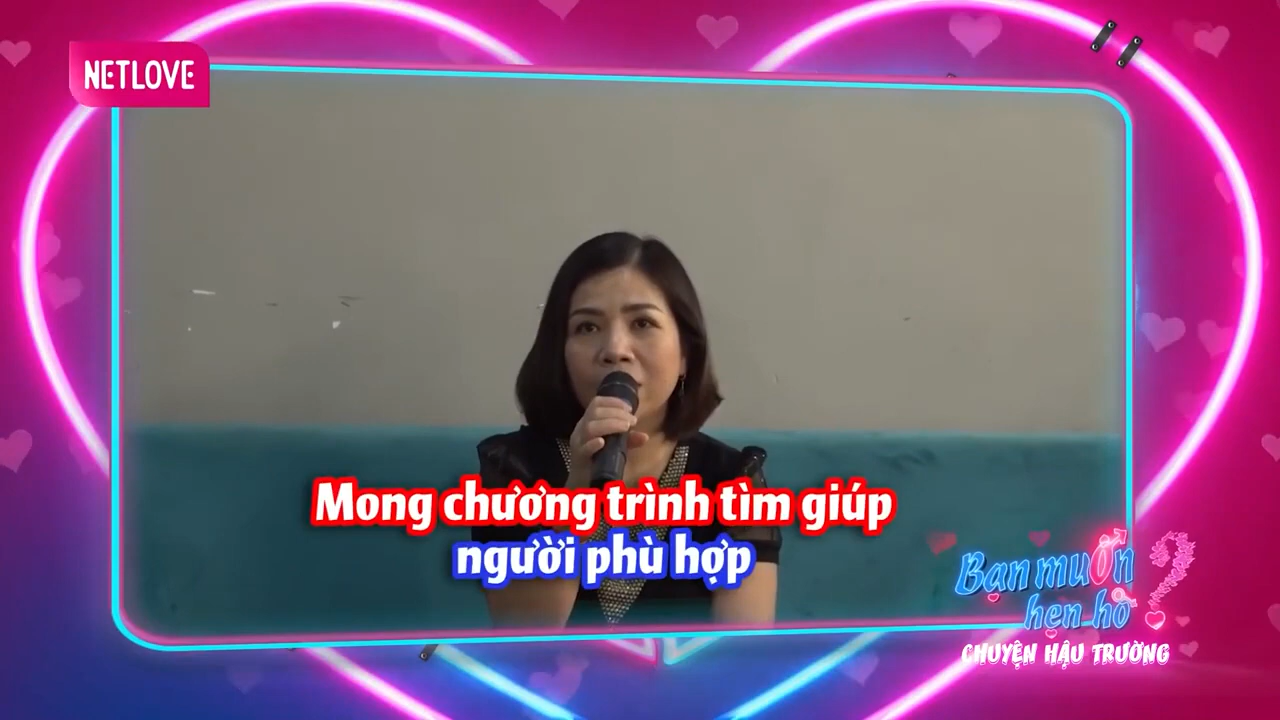 NETLOVE
Mong chương trình tìm giúp
người phù hợp
Bạn muốn
hẹn hò?
CHUYỆN HẬU TRƯỜNG